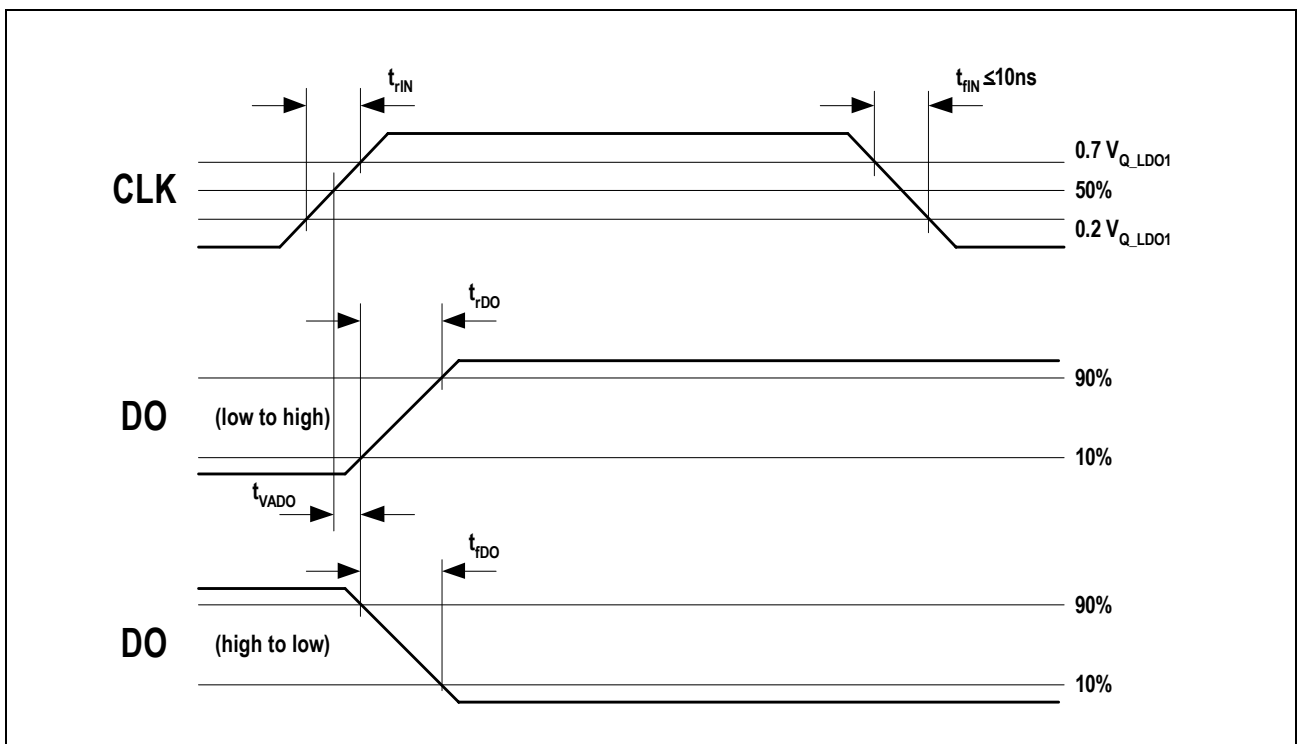 t_rIN
t_fIN ≤10ns
0.7 V_Q_LDO1
CLK
50%
0.2 V_Q_LDO1
t_rDO
90%
DO (low to high)
10%
t_VADO
t_fDO
90%
DO (high to low)
10%